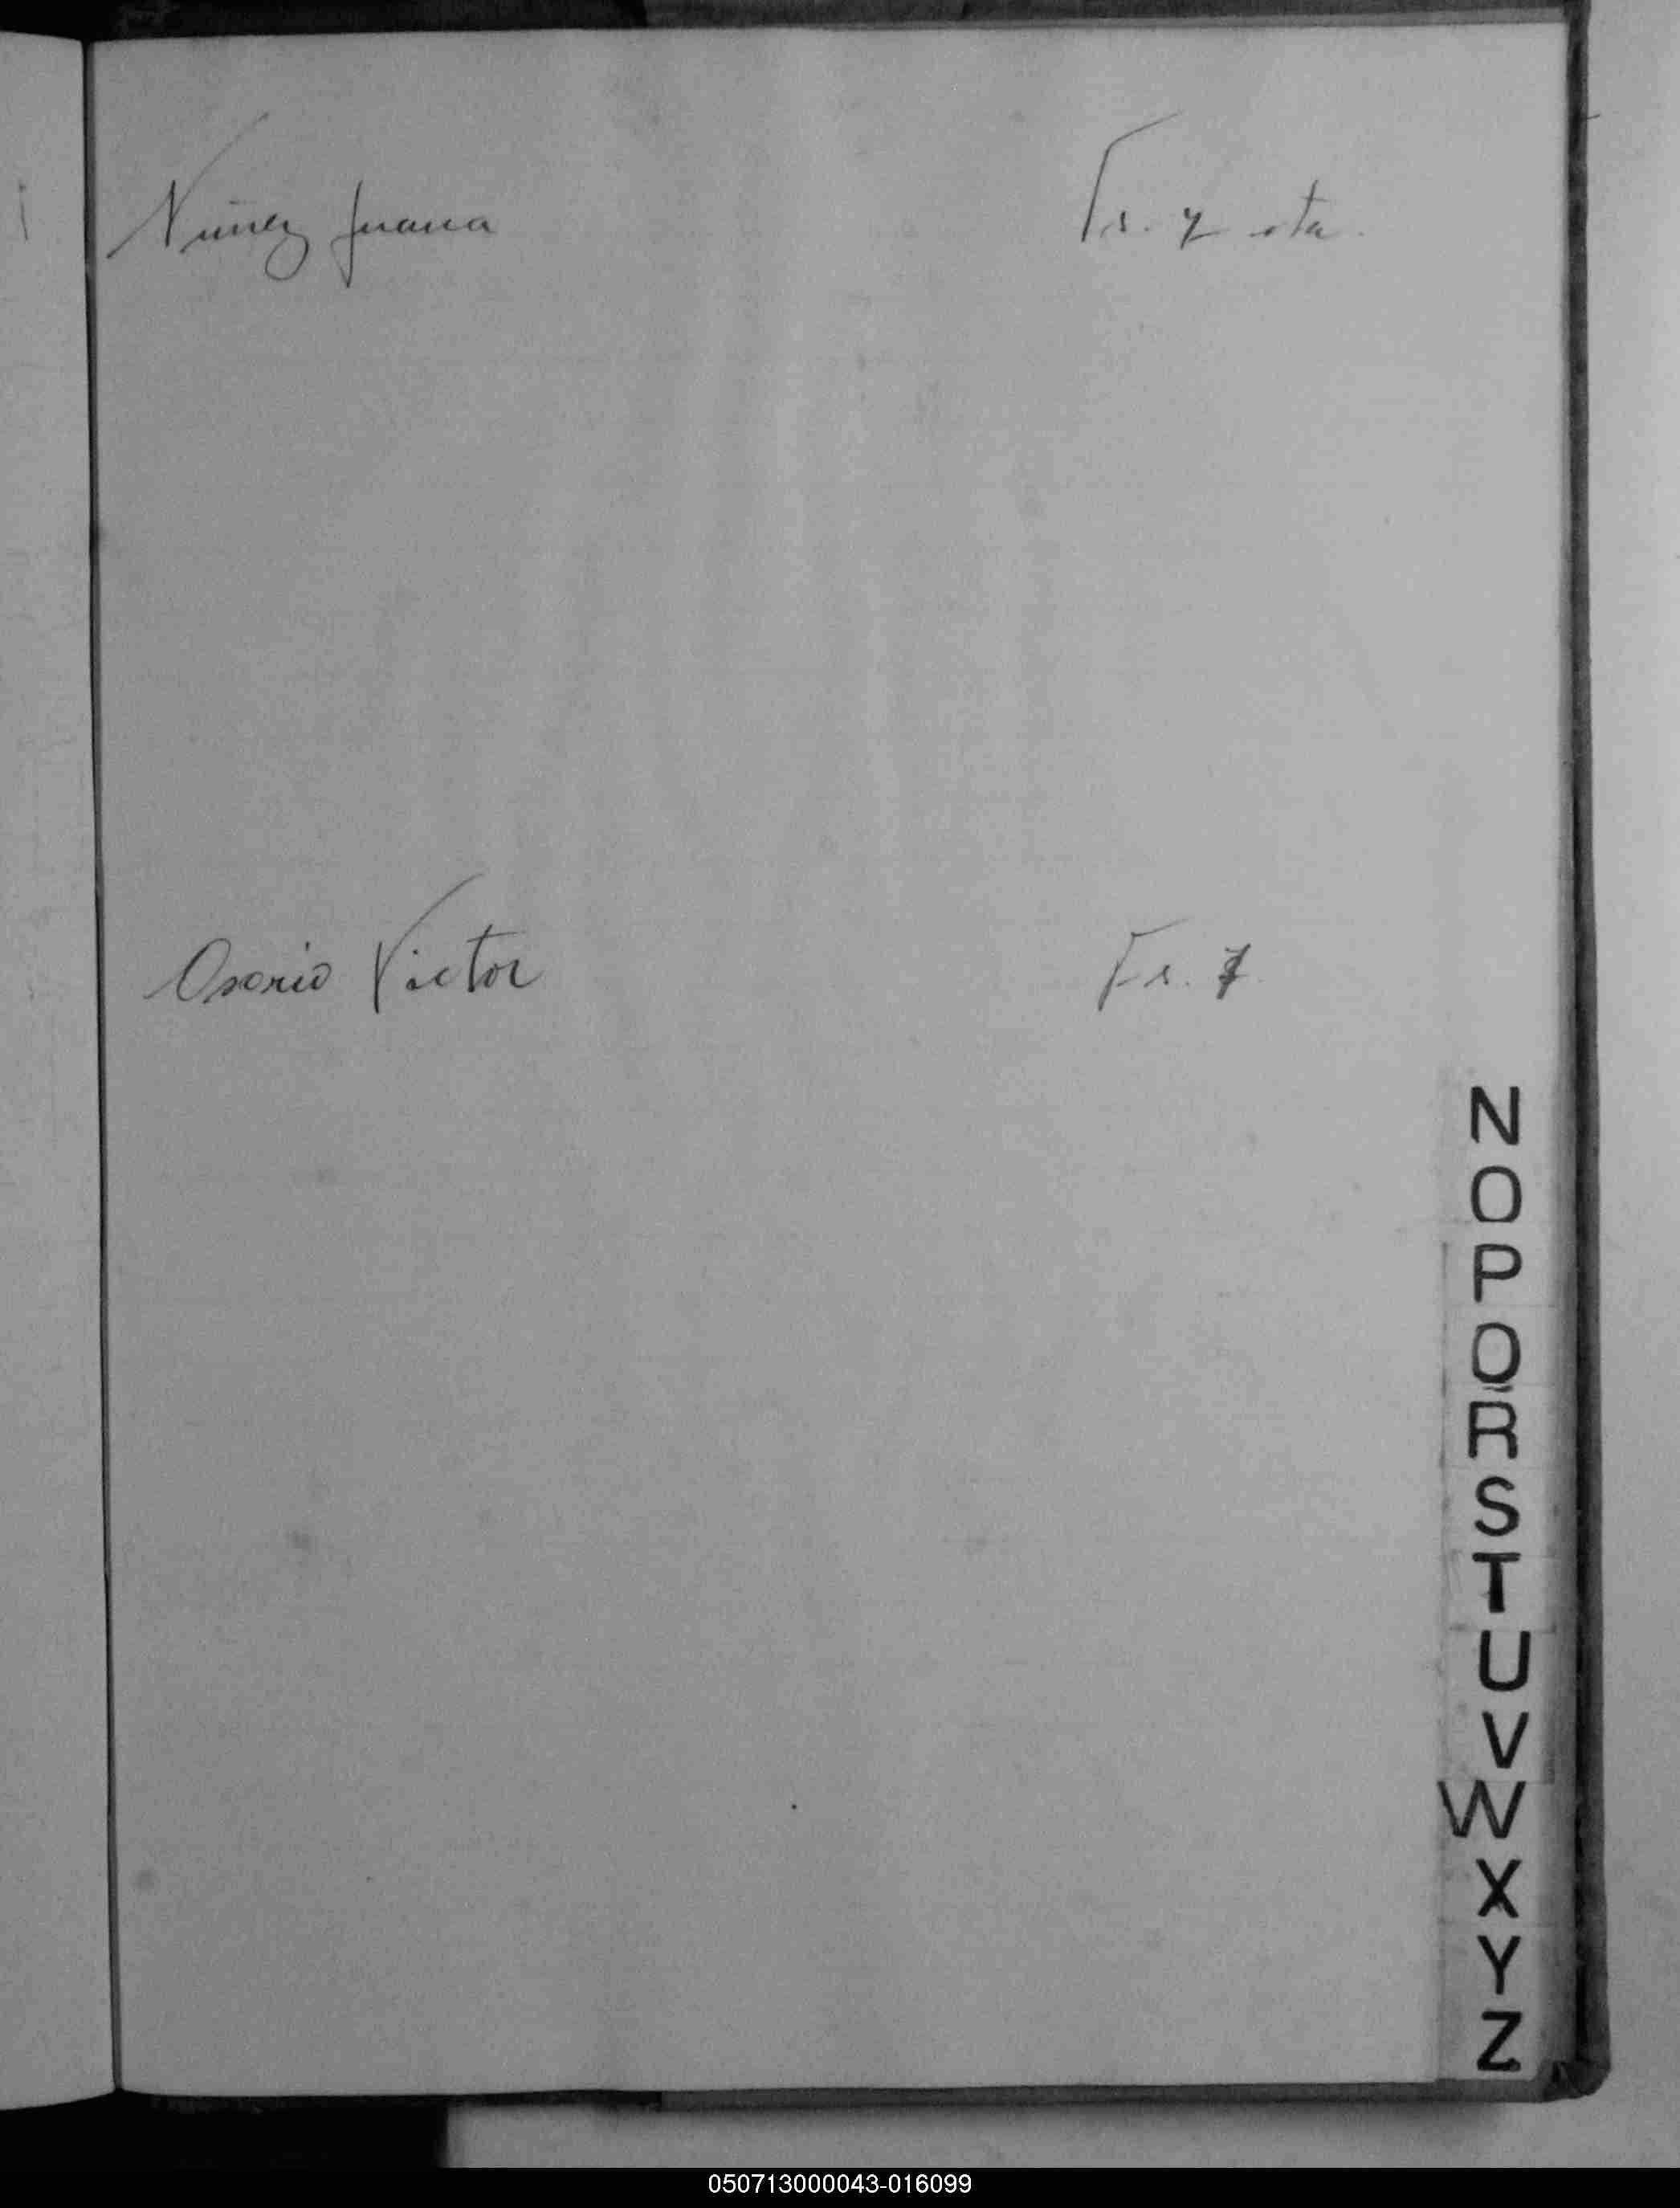 Núñez Juana Fs. 7 vta.
Osorio Victor Fs. 7
N
O
P
Q
R
S
T
U
V
W
X
Y
Z
050713000043-016099